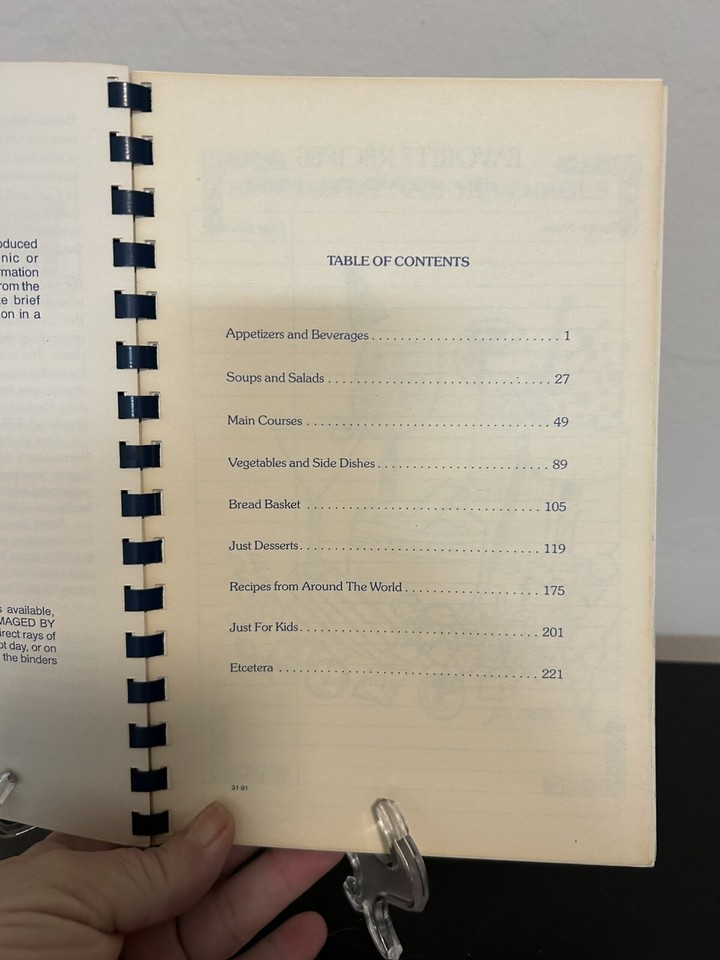 oduced
nic or
rmation
rom the
e brief
on in a
s available,
MAGED BY
irect rays of
ot day, or on
the binders
FAVORITE RECIPES
TABLE OF CONTENTS
Appetizers and Beverages . . . . . . . . . . . . . . . . . . . . . . . . . . 1
Soups and Salads . . . . . . . . . . . . . . . . . . . . . . . . . . . . . . . 27
Main Courses . . . . . . . . . . . . . . . . . . . . . . . . . . . . . . . . . . 49
Vegetables and Side Dishes . . . . . . . . . . . . . . . . . . . . . . . . 89
Bread Basket . . . . . . . . . . . . . . . . . . . . . . . . . . . . . . . . . 105
Just Desserts . . . . . . . . . . . . . . . . . . . . . . . . . . . . . . . . . 119
Recipes from Around The World . . . . . . . . . . . . . . . . . . . 175
Just For Kids . . . . . . . . . . . . . . . . . . . . . . . . . . . . . . . . . 201
Etcetera . . . . . . . . . . . . . . . . . . . . . . . . . . . . . . . . . . . . 221
31-91